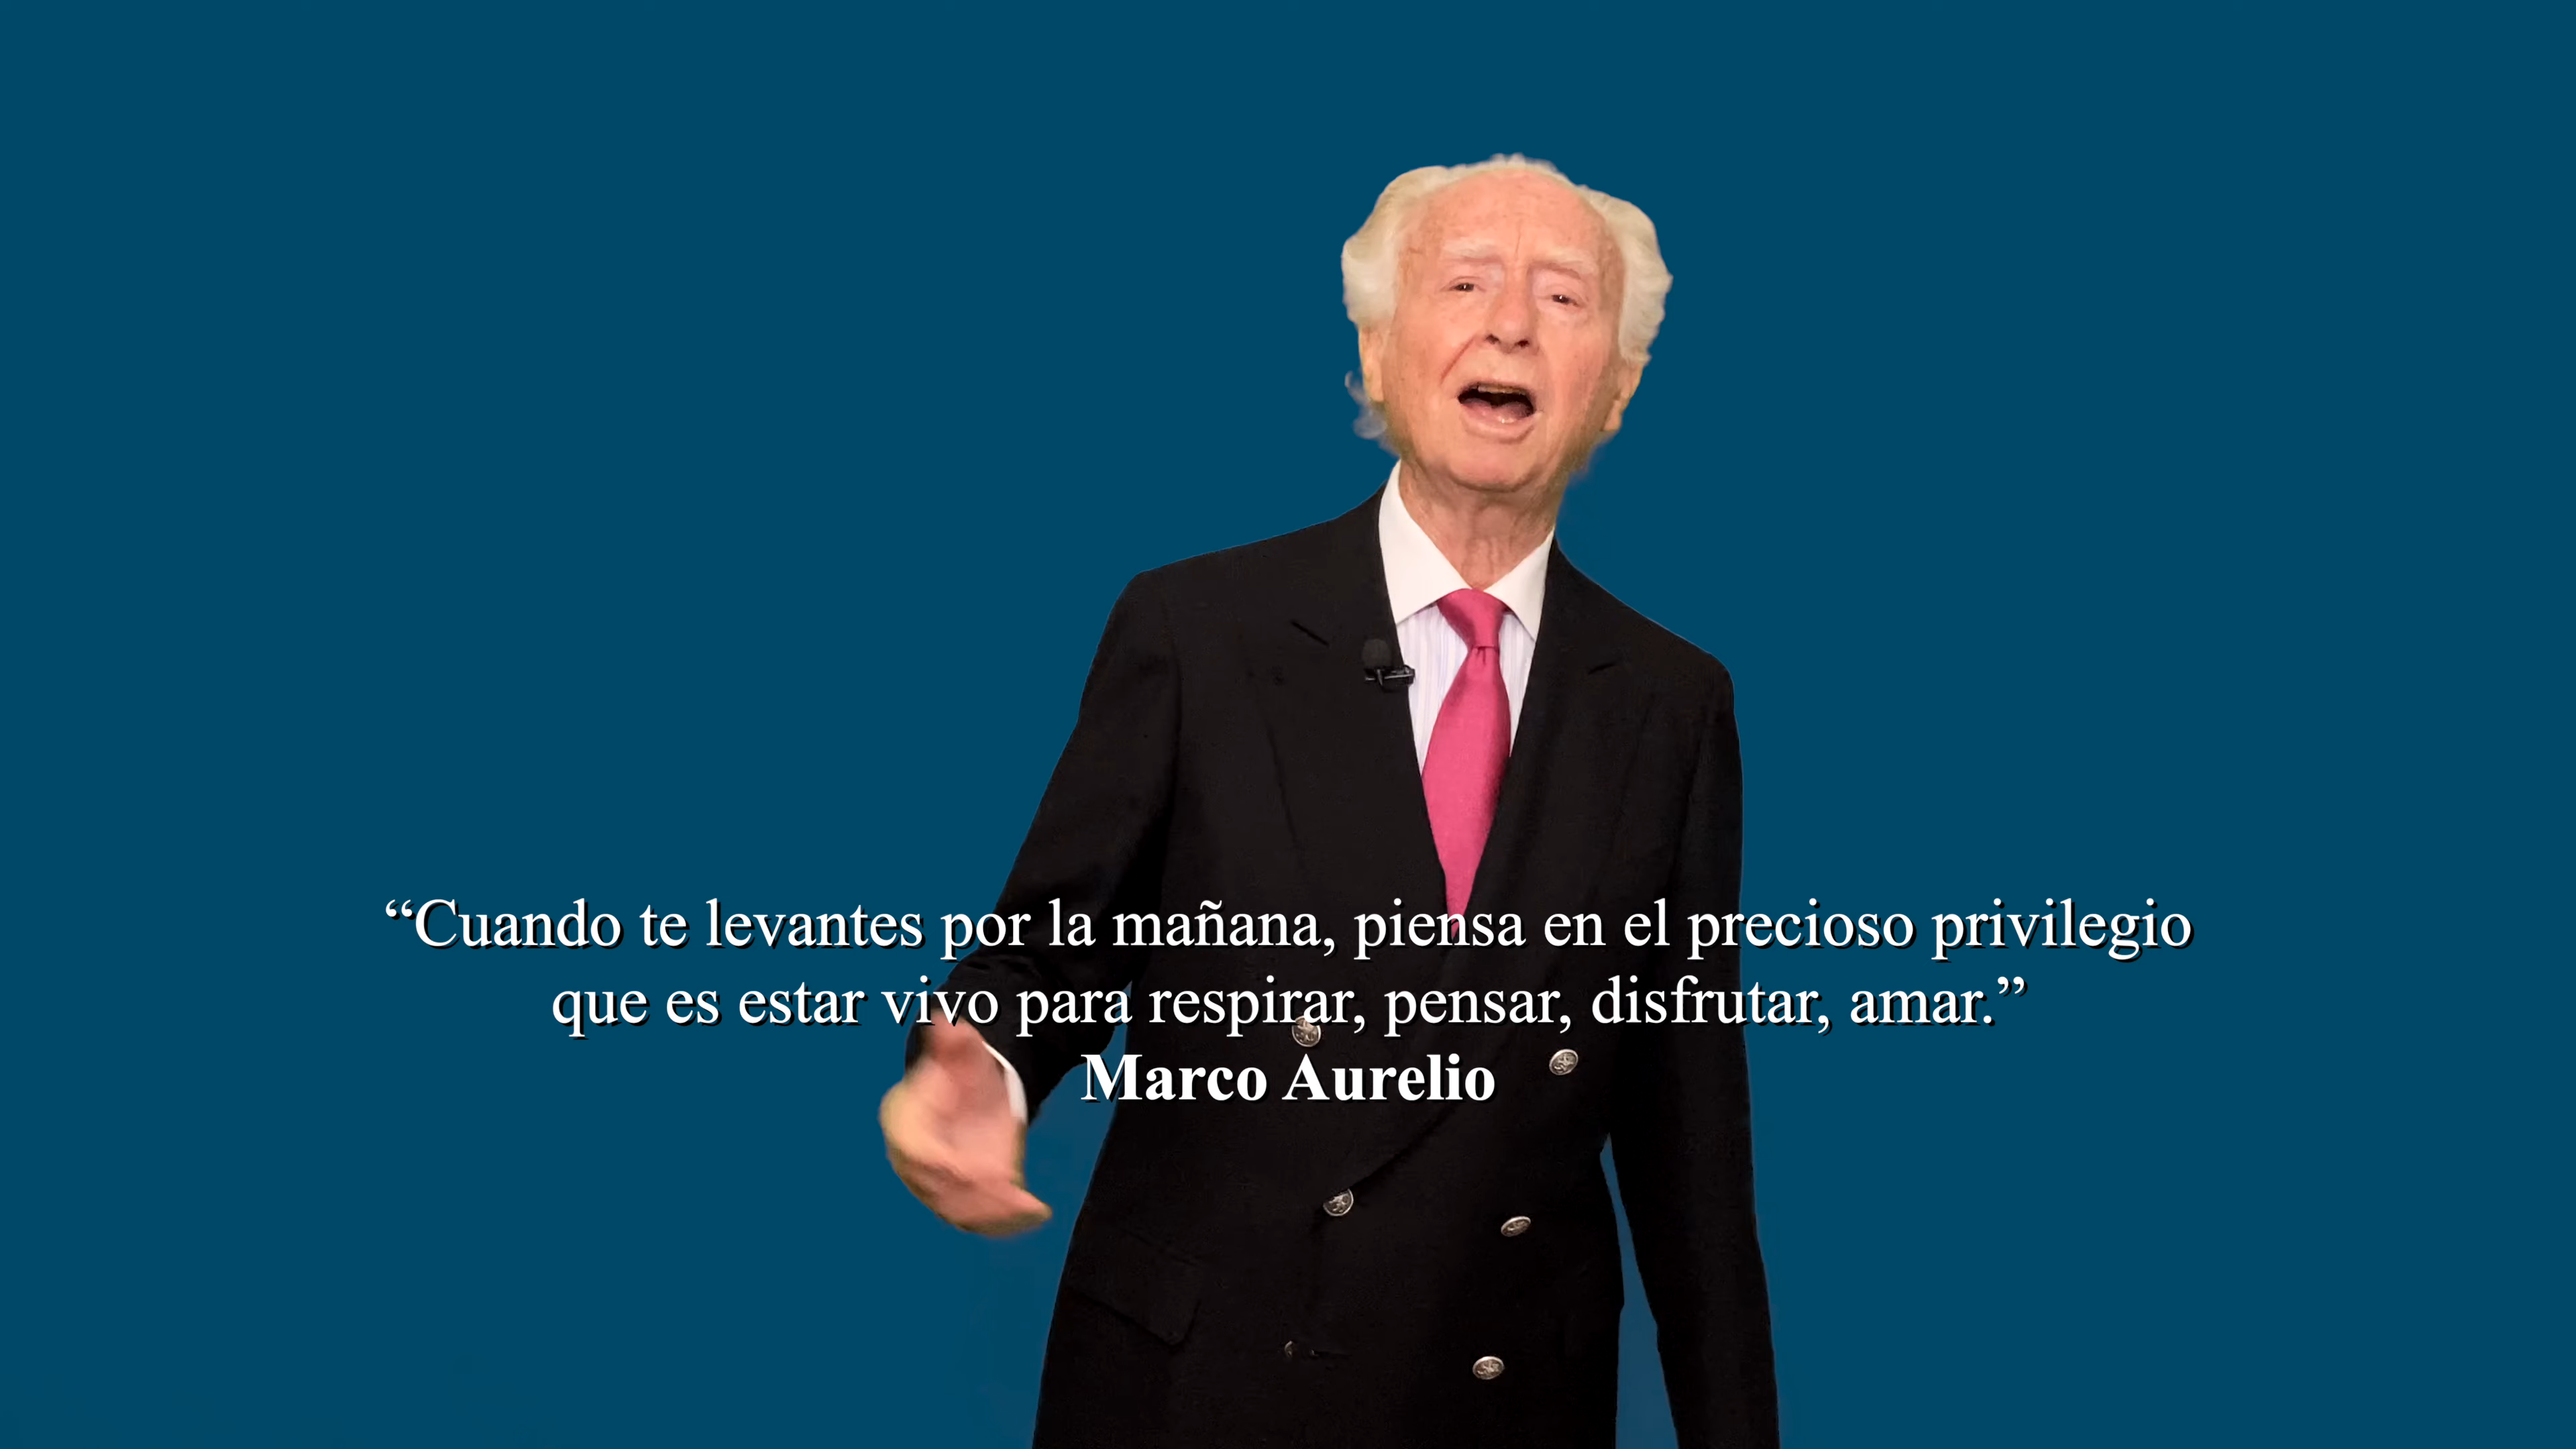 “Cuando te levantes por la mañana, piensa en el precioso privilegio
que es estar vivo para respirar, pensar, disfrutar, amar.”
Marco Aurelio